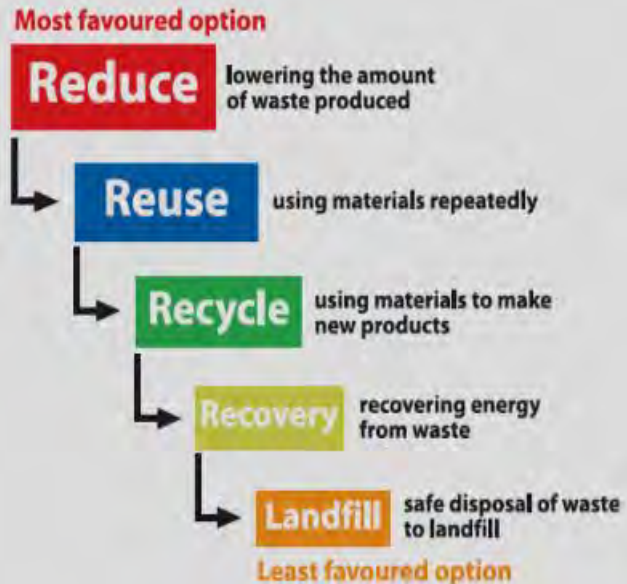 Most favoured option
Reduce
lowering the amount
of waste produced
Reuse
using materials repeatedly
Recycle
using materials to make
new products
Recovery
recovering energy
from waste
Landfill
safe disposal of waste
to landfill
Least favoured option